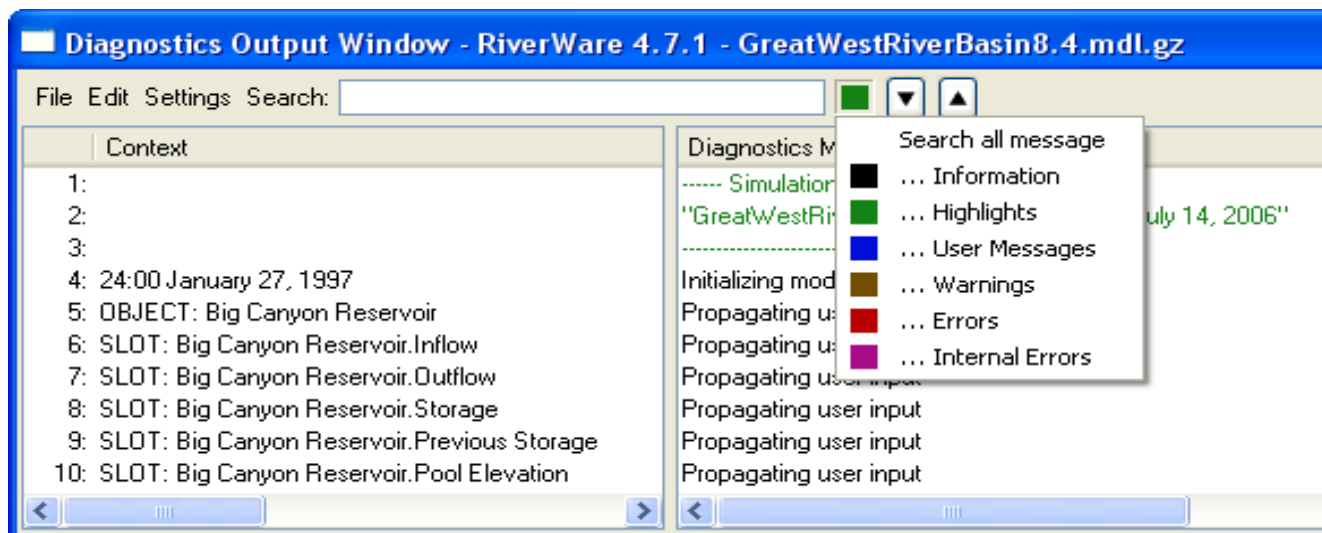 Diagnostics Output Window - RiverWare 4.7.1 - GreatWestRiverBasin8.4.mdl.gz
File Edit Settings Search:
Context
1:
2:
3:
4: 24:00 January 27, 1997
5: OBJECT: Big Canyon Reservoir
6: SLOT: Big Canyon Reservoir.Inflow
7: SLOT: Big Canyon Reservoir.Outflow
8: SLOT: Big Canyon Reservoir.Storage
9: SLOT: Big Canyon Reservoir.Previous Storage
10: SLOT: Big Canyon Reservoir.Pool Elevation
Diagnostics M
------ Simulation
"GreatWestRi uly 14, 2006"
----------------------
Initializing mod
Propagating u
Propagating u
Propagating user input
Propagating user input
Propagating user input
Propagating user input
Search all message
... Information
... Highlights
... User Messages
... Warnings
... Errors
... Internal Errors